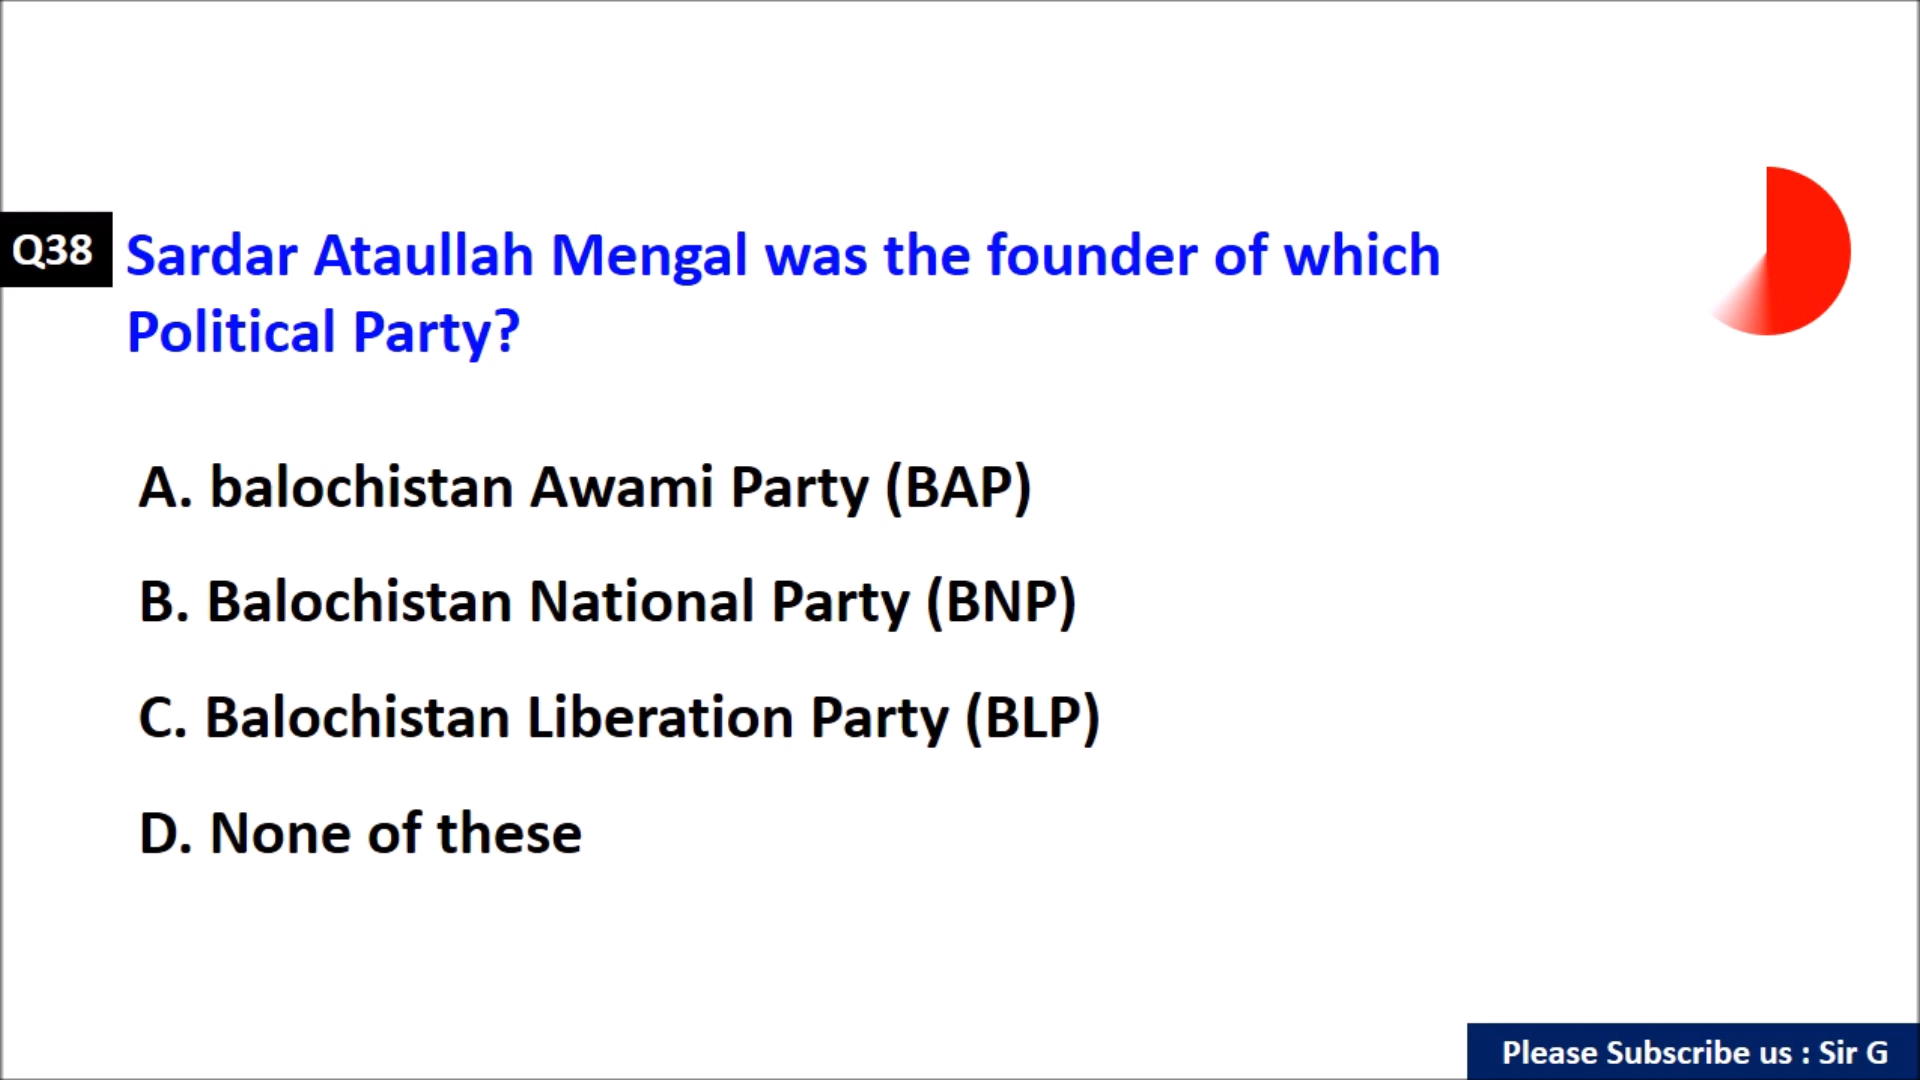 Q38
Sardar Ataullah Mengal was the founder of which
Political Party?
A. balochistan Awami Party (BAP)
B. Balochistan National Party (BNP)
C. Balochistan Liberation Party (BLP)
D. None of these
Please Subscribe us : Sir G